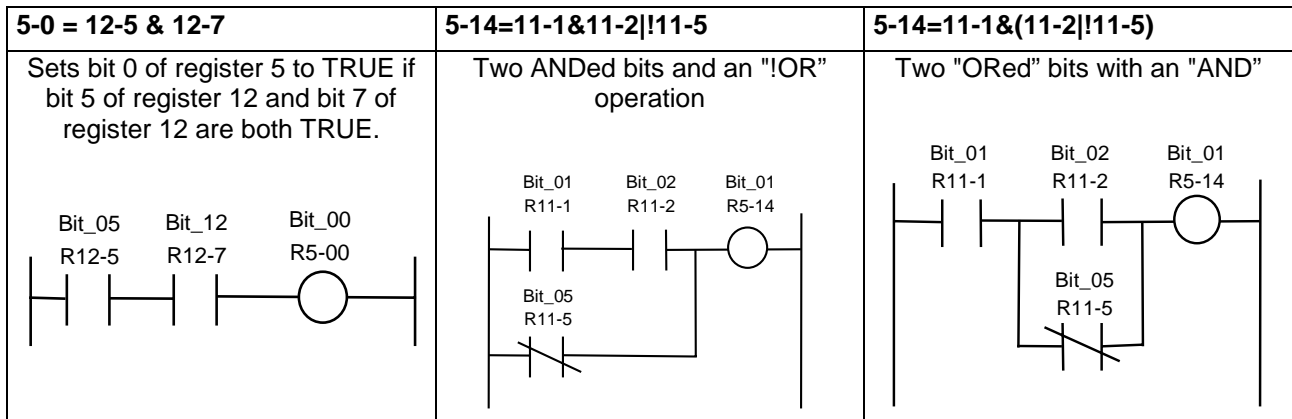 5-0 = 12-5 & 12-7
Sets bit 0 of register 5 to TRUE if
bit 5 of register 12 and bit 7 of
register 12 are both TRUE.
Bit_05 Bit_12 Bit_00
R12-5 R12-7 R5-00
5-14=11-1&11-2|!11-5
Two ANDed bits and an "!OR”
operation
Bit_01 Bit_02 Bit_01
R11-1 R11-2 R5-14
Bit_05
R11-5
5-14=11-1&(11-2|!11-5)
Two "ORed” bits with an "AND”
Bit_01 Bit_02 Bit_01
R11-1 R11-2 R5-14
Bit_05
R11-5